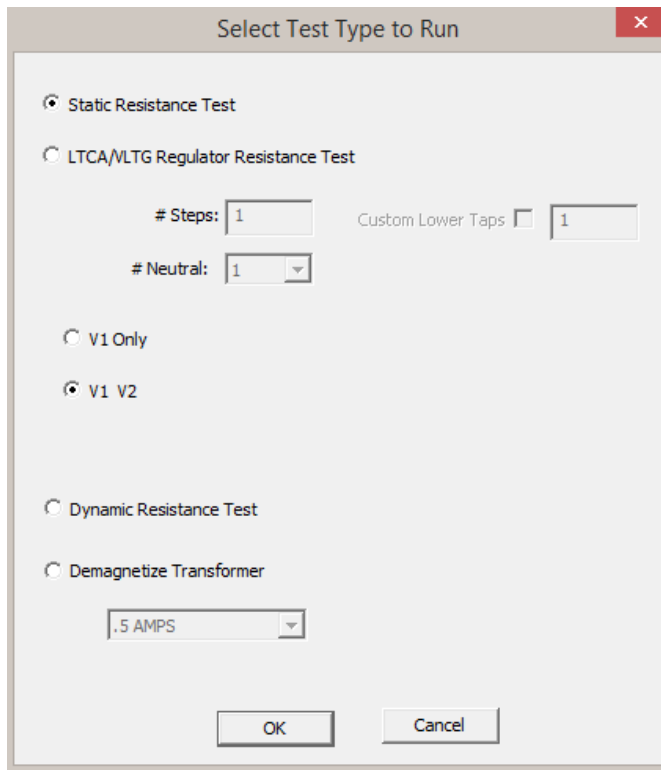 Select Test Type to Run
Static Resistance Test
LTCA/VLTG Regulator Resistance Test
# Steps: 1 Custom Lower Taps 1
# Neutral: 1
V1 Only
V1 V2
Dynamic Resistance Test
Demagnetize Transformer
.5 AMPS
OK Cancel